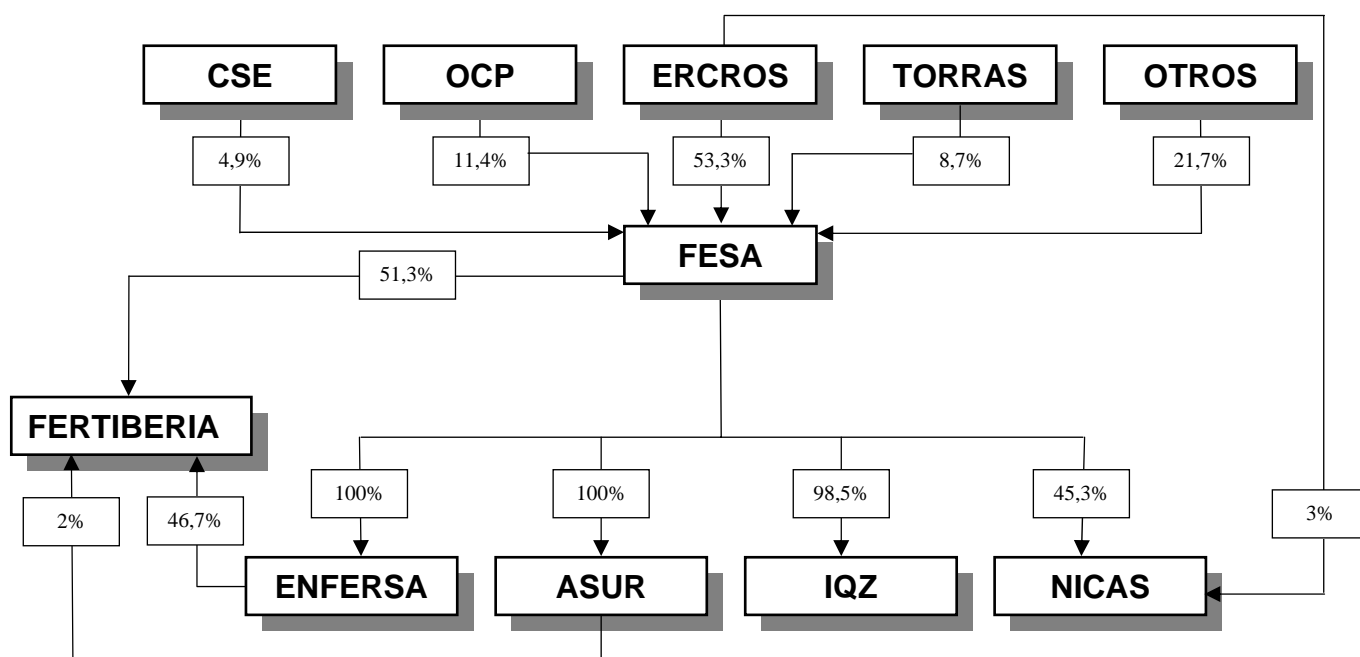 CSE
OCP
ERCROS
TORRAS
OTROS
4,9%
11,4%
53,3%
8,7%
21,7%
FESA
51,3%
FERTIBERIA
2%
46,7%
100%
100%
98,5%
45,3%
3%
ENFERSA
ASUR
IQZ
NICAS